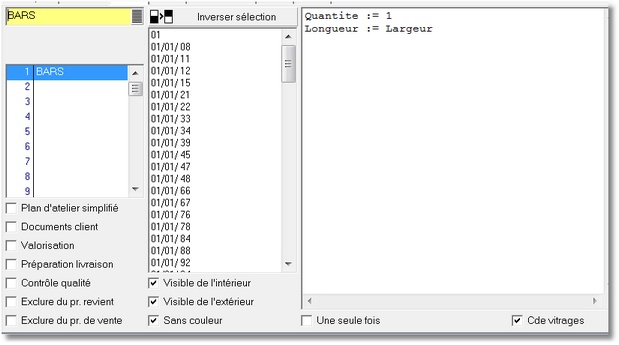 BARS
Inverser sélection
Quantite := 1
Longueur := Largeur
1 BARS
2
3
4
5
6
7
8
9
01
01/01/ 08
01/01/ 11
01/01/ 12
01/01/ 15
01/01/ 21
01/01/ 22
01/01/ 33
01/01/ 34
01/01/ 39
01/01/ 45
01/01/ 47
01/01/ 48
01/01/ 66
01/01/ 67
01/01/ 76
01/01/ 78
01/01/ 84
01/01/ 88
01/01/ 92
Plan d'atelier simplifié
Documents client
Valorisation
Préparation livraison
Contrôle qualité
Exclure du pr. revient
Exclure du pr. de vente
Visible de l'intérieur
Visible de l'extérieur
Sans couleur
Une seule fois
Cde vitrages